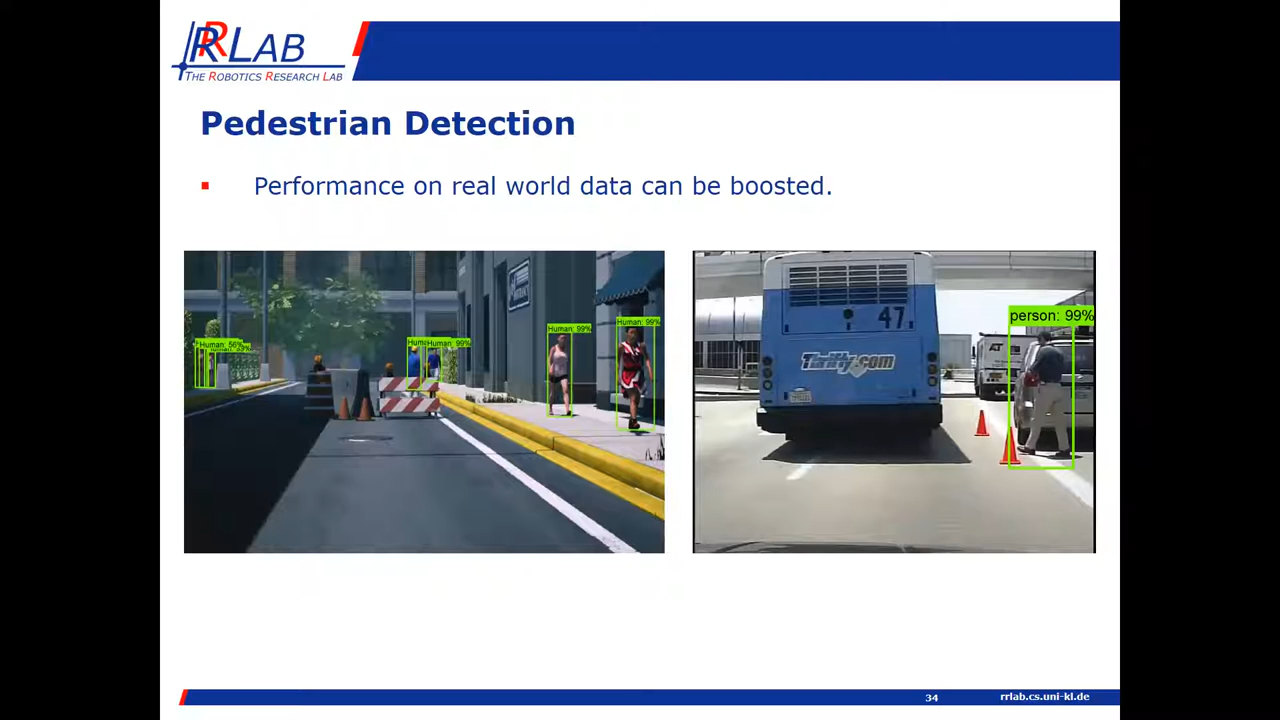 RRLAB
THE ROBOTICS RESEARCH LAB
Pedestrian Detection
Performance on real world data can be boosted.
Human: 56%
Human: 99%
Human: 99%
Human: 99%
person: 99%
47
Thrifty.com
34
rrlab.cs.uni-kl.de